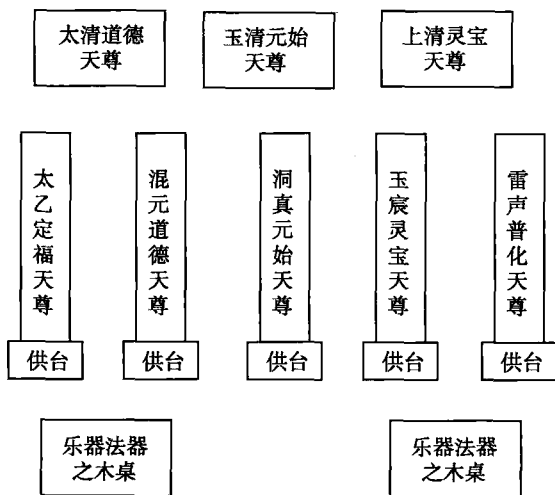 太清道德
天尊
玉清元始
天尊
上清灵宝
天尊
太乙定福天尊
混元道德天尊
洞真元始天尊
玉宸灵宝天尊
雷声普化天尊
供台
供台
供台
供台
供台
乐器法器
之木桌
乐器法器
之木桌